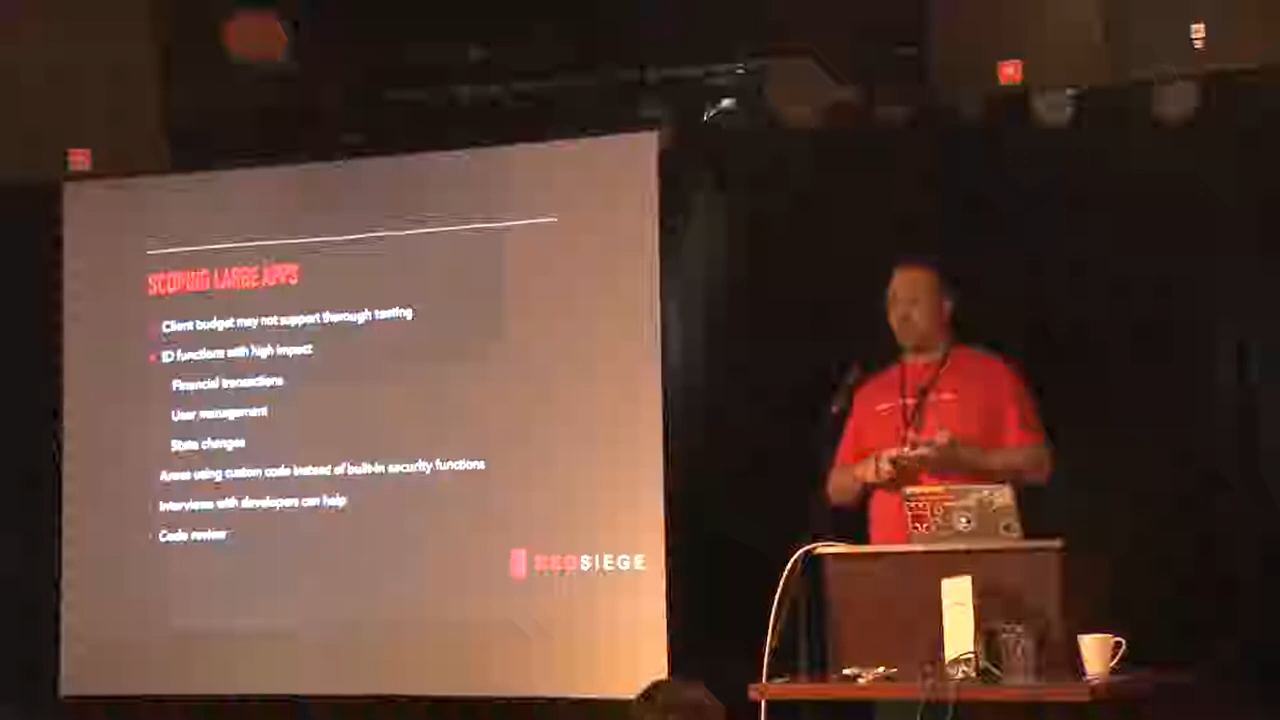 SCOPING LARGE APPS
Client budget may not support thorough testing
ID functions with high impact
Financial transactions
User management
State changes
Areas using custom code instead of built-in security functions
Interviews with developers can help
Code review
REDSIEGE